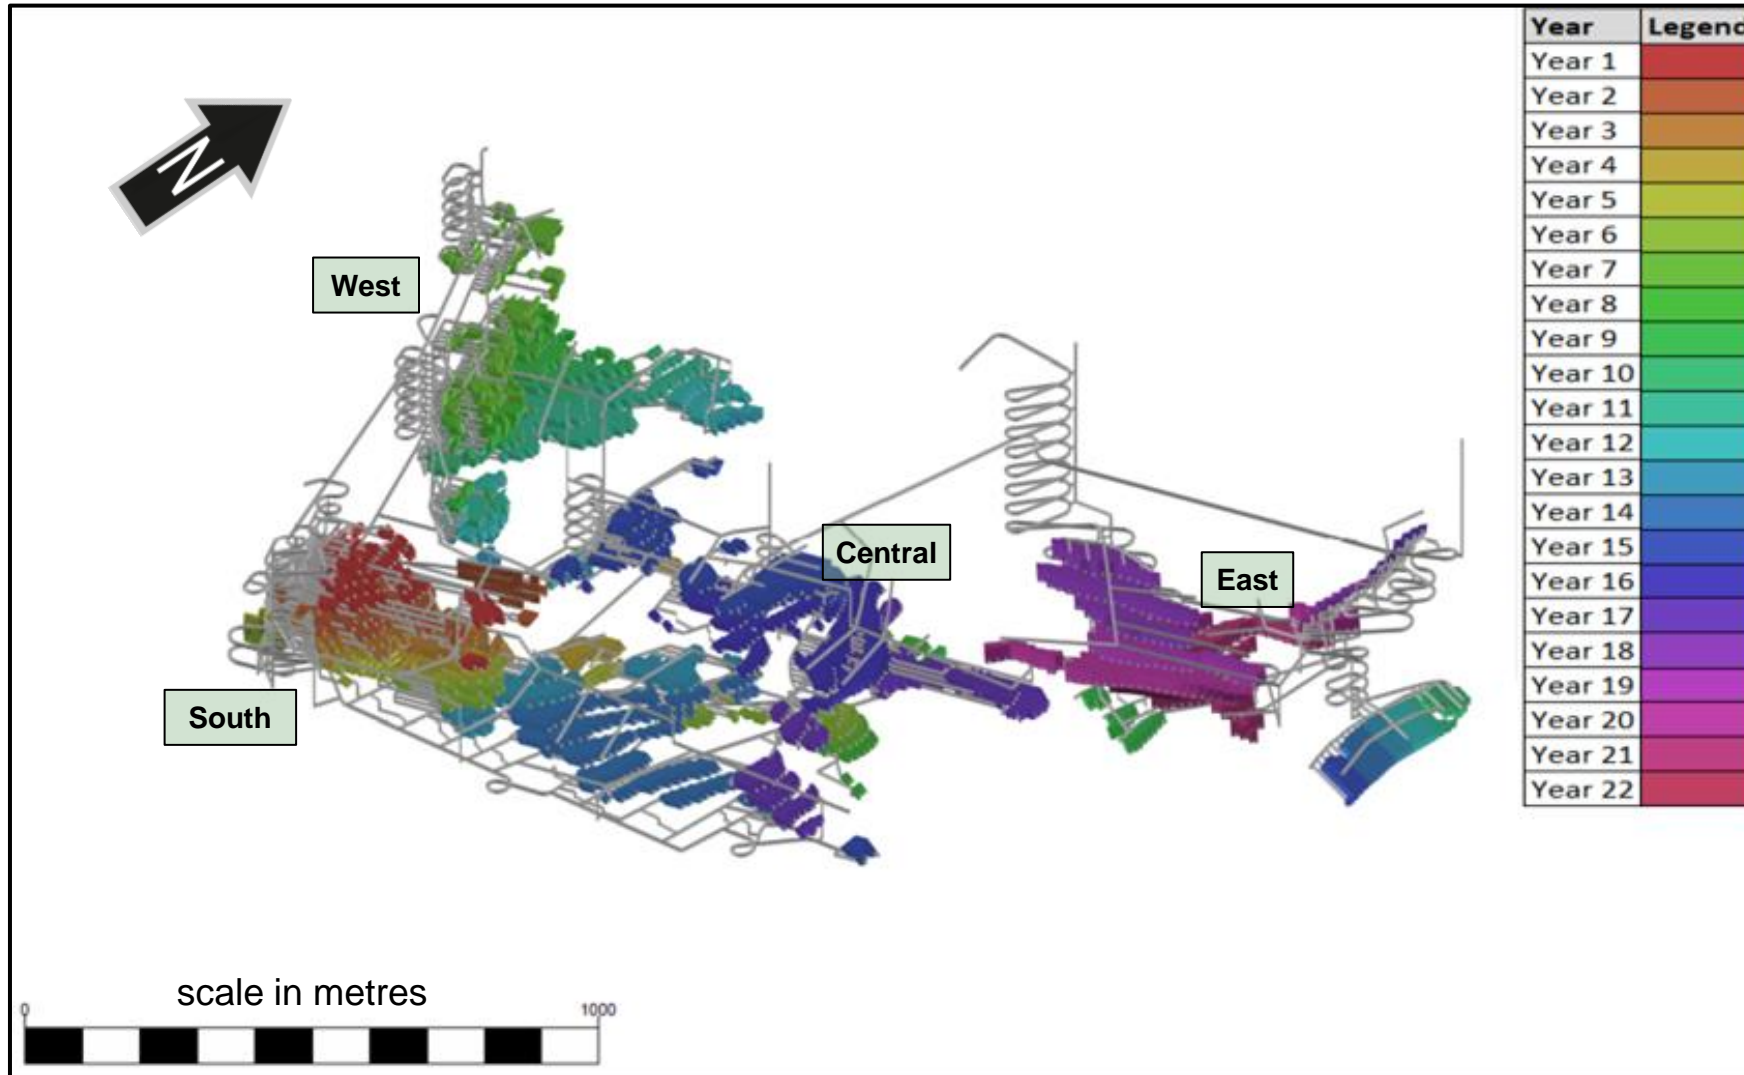 Year Legend
Year 1
Year 2
Year 3
Year 4
Year 5
Year 6
Year 7
Year 8
Year 9
Year 10
Year 11
Year 12
Year 13
Year 14
Year 15
Year 16
Year 17
Year 18
Year 19
Year 20
Year 21
Year 22
N
West
Central
East
South
scale in metres
0 1000